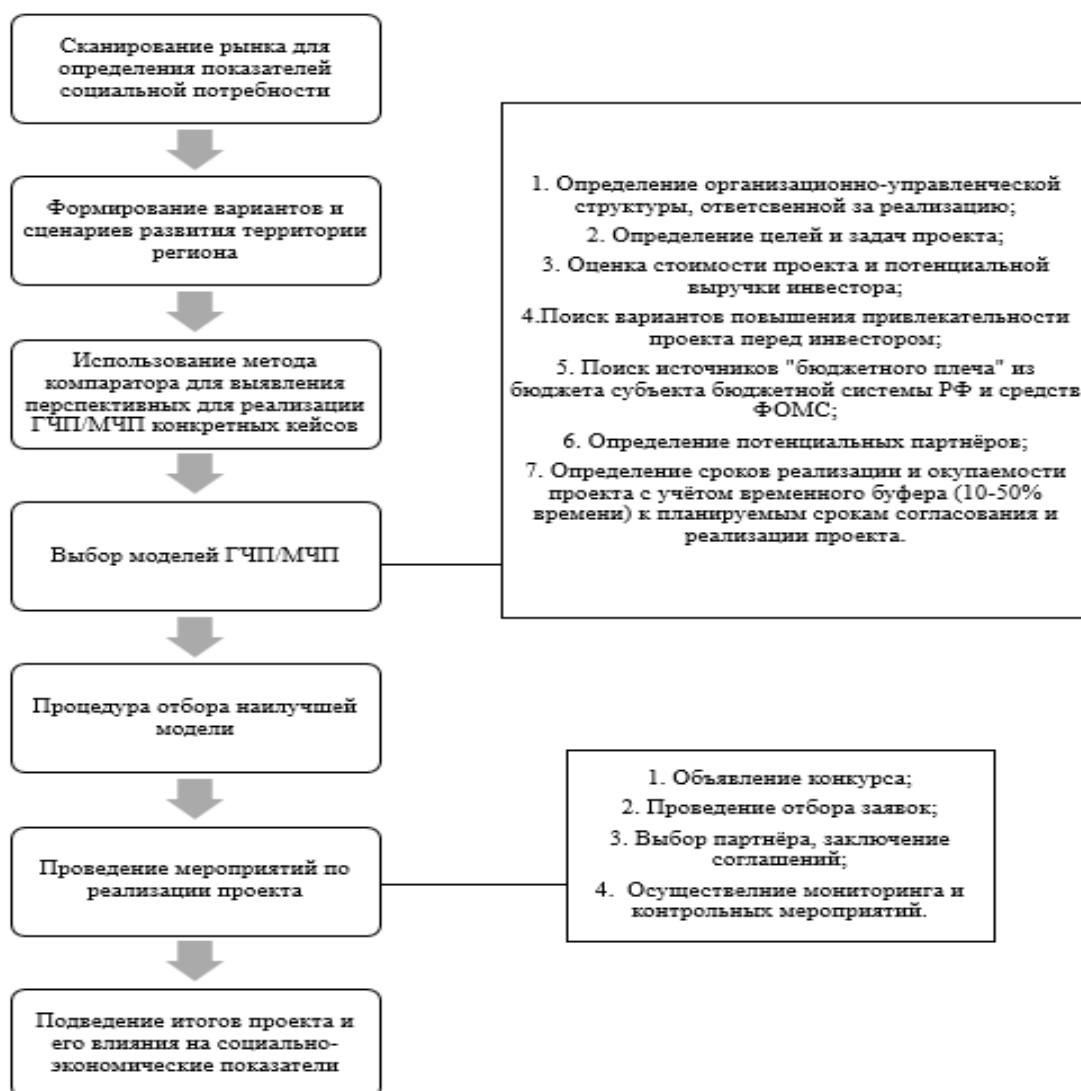 Сканирование рынка для
определения показателей
социальной потребности
Формирование вариантов и
сценариев развития территории
региона
Использование метода
компаратора для выявления
перспективных для реализации
ГЧП/МЧП конкретных кейсов
Выбор моделей ГЧП/МЧП
1. Определение организационно-управленческой
структуры, ответсвенной за реализацию;
2. Определение целей и задач проекта;
3. Оценка стоимости проекта и потенциальной
выручки инвестора;
4.Поиск вариантов повышения привлекательности
проекта перед инвестором;
5. Поиск источников "бюджетного плеча" из
бюджета субъекта бюджетной системы РФ и средств
ФОМС;
6. Определение потенциальных партнёров;
7. Определение сроков реализации и окупаемости
проекта с учётом временного буфера (10-50%
времени) к планируемым срокам согласования и
реализации проекта.
Процедура отбора наилучшей
модели
Проведение мероприятий по
реализации проекта
1. Объявление конкурса;
2. Проведение отбора заявок;
3. Выбор партнёра, заключение
соглашений;
4. Осуществелние мониторинга и
контрольных мероприятий.
Подведение итогов проекта и
его влияния на социально-
экономические показатели